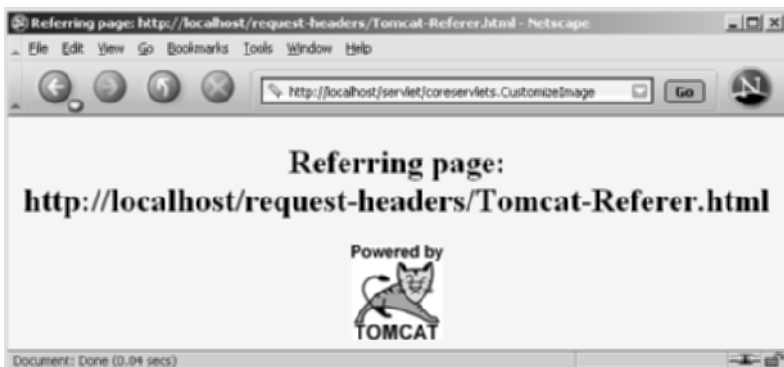 Referring page: http://localhost/request-headers/Tomcat-Referer.html - Netscape
File Edit View Go Bookmarks Tools Window Help
http://localhost/servlet/coreservlets.CustomizeImage Go N
Referring page:
http://localhost/request-headers/Tomcat-Referer.html
Powered by
TOMCAT
Document: Done (0.04 secs)